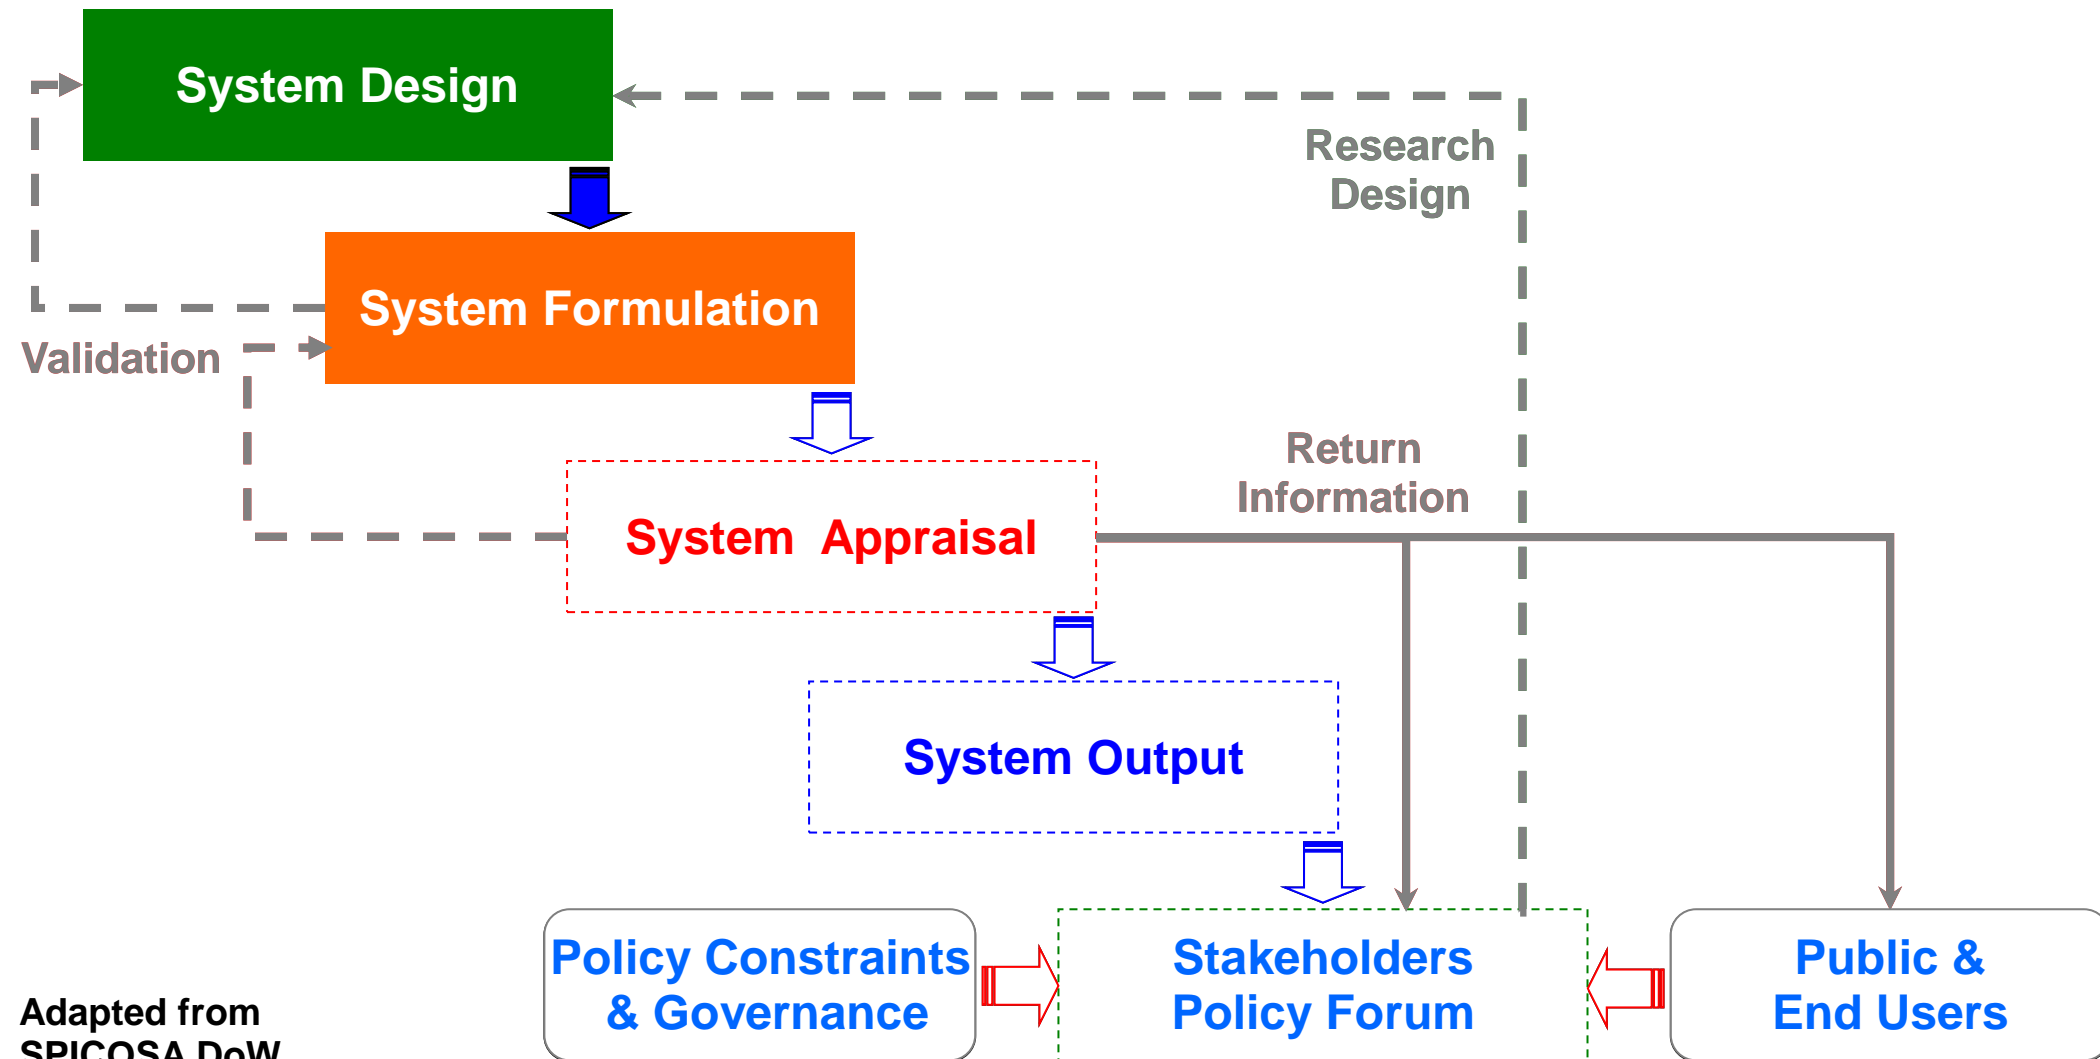 System Design
Research
Design
System Formulation
Validation
Return
Information
System Appraisal
System Output
Policy Constraints
& Governance
Stakeholders
Policy Forum
Public &
End Users
Adapted from
SPICOSA DoW